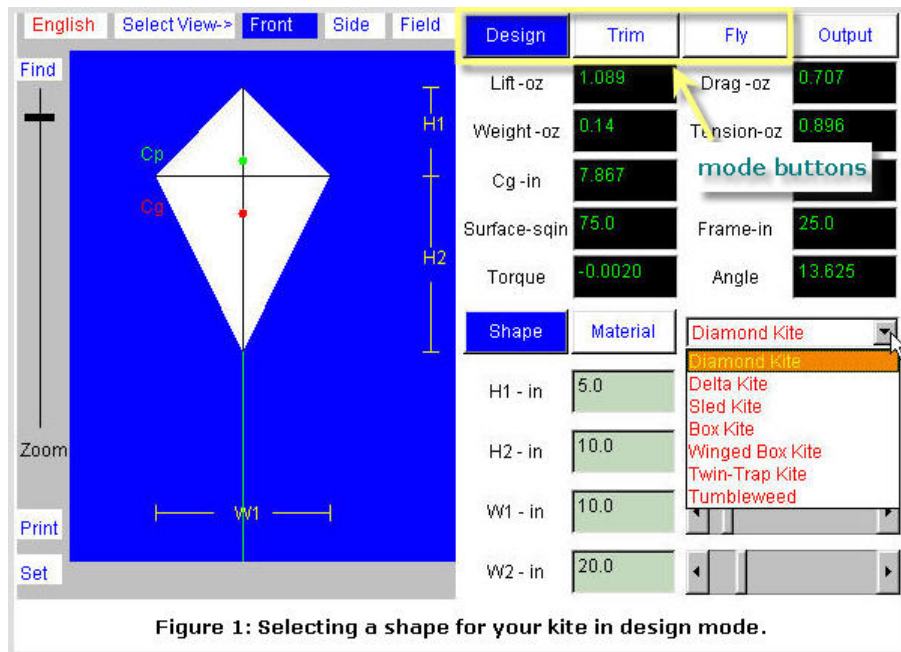 English Select View-> Front Side Field Design Trim Fly Output
Find
Lift -oz 1.089 Drag -oz 0.707
H1
Weight -oz 0.14 Tension-oz 0.896
mode buttons
Cp
Cg -in 7.867
Cg
Surface-sqin 75.0 Frame-in 25.0
H2
Torque -0.0020 Angle 13.625
Shape Material Diamond Kite
Diamond Kite
H1 - in 5.0 Delta Kite
Sled Kite
Box Kite
Zoom H2 - in 10.0 Winged Box Kite
Twin-Trap Kite
Tumbleweed
W1 W1 - in 10.0
Print
Set W2 - in 20.0
Figure 1: Selecting a shape for your kite in design mode.